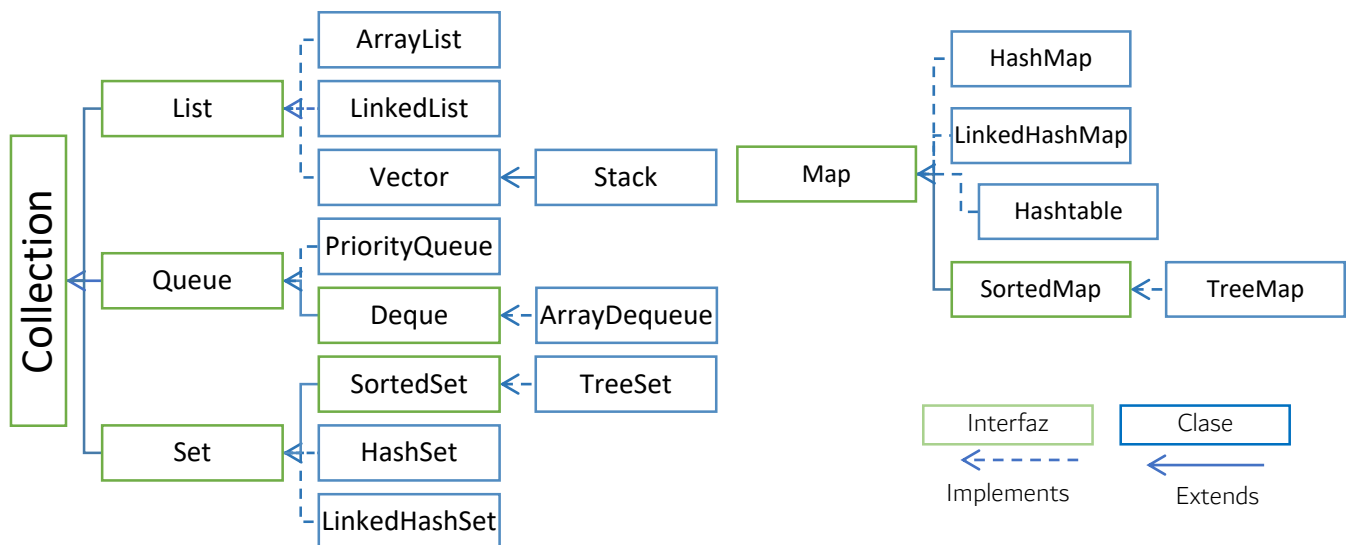 Collection
List
ArrayList
LinkedList
Vector
Stack
Queue
PriorityQueue
Deque
ArrayDequeue
Set
SortedSet
TreeSet
HashSet
LinkedHashSet
Map
HashMap
LinkedHashMap
Hashtable
SortedMap
TreeMap
Interfaz
Clase
Implements
Extends